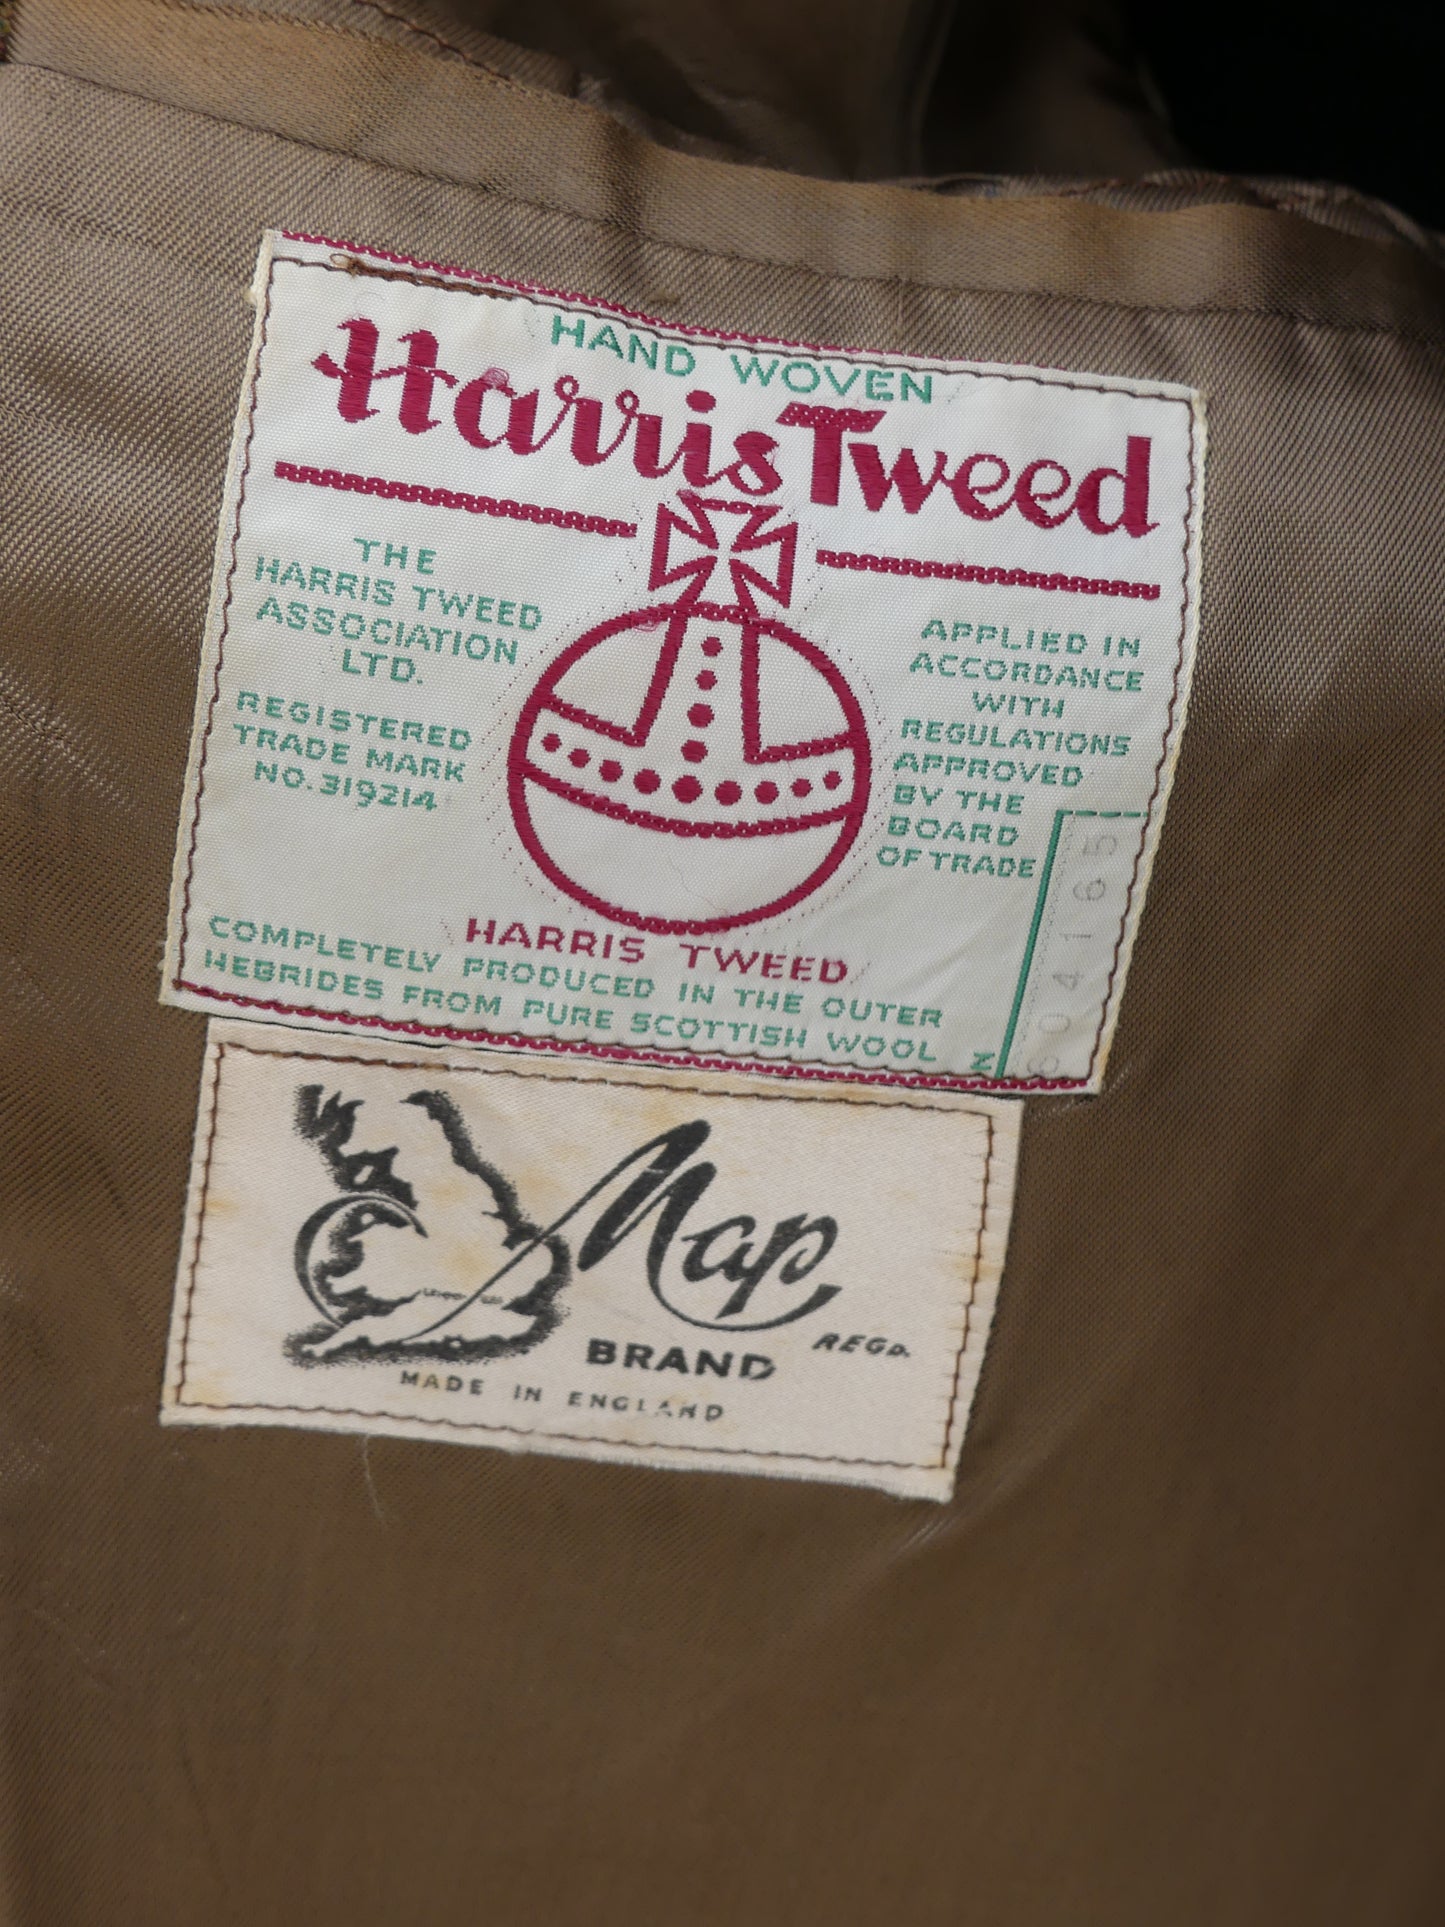 HAND WOVEN
Harris Tweed
THE
HARRIS TWEED
ASSOCIATION
LTD.
REGISTERED
TRADE MARK
NO. 319214
APPLIED IN
ACCORDANCE
WITH
REGULATIONS
APPROVED
BY THE
BOARD
OF TRADE
HARRIS TWEED
COMPLETELY PRODUCED IN THE OUTER
HEBRIDES FROM PURE SCOTTISH WOOL
N
Map
REGD.
BRAND
MADE IN ENGLAND